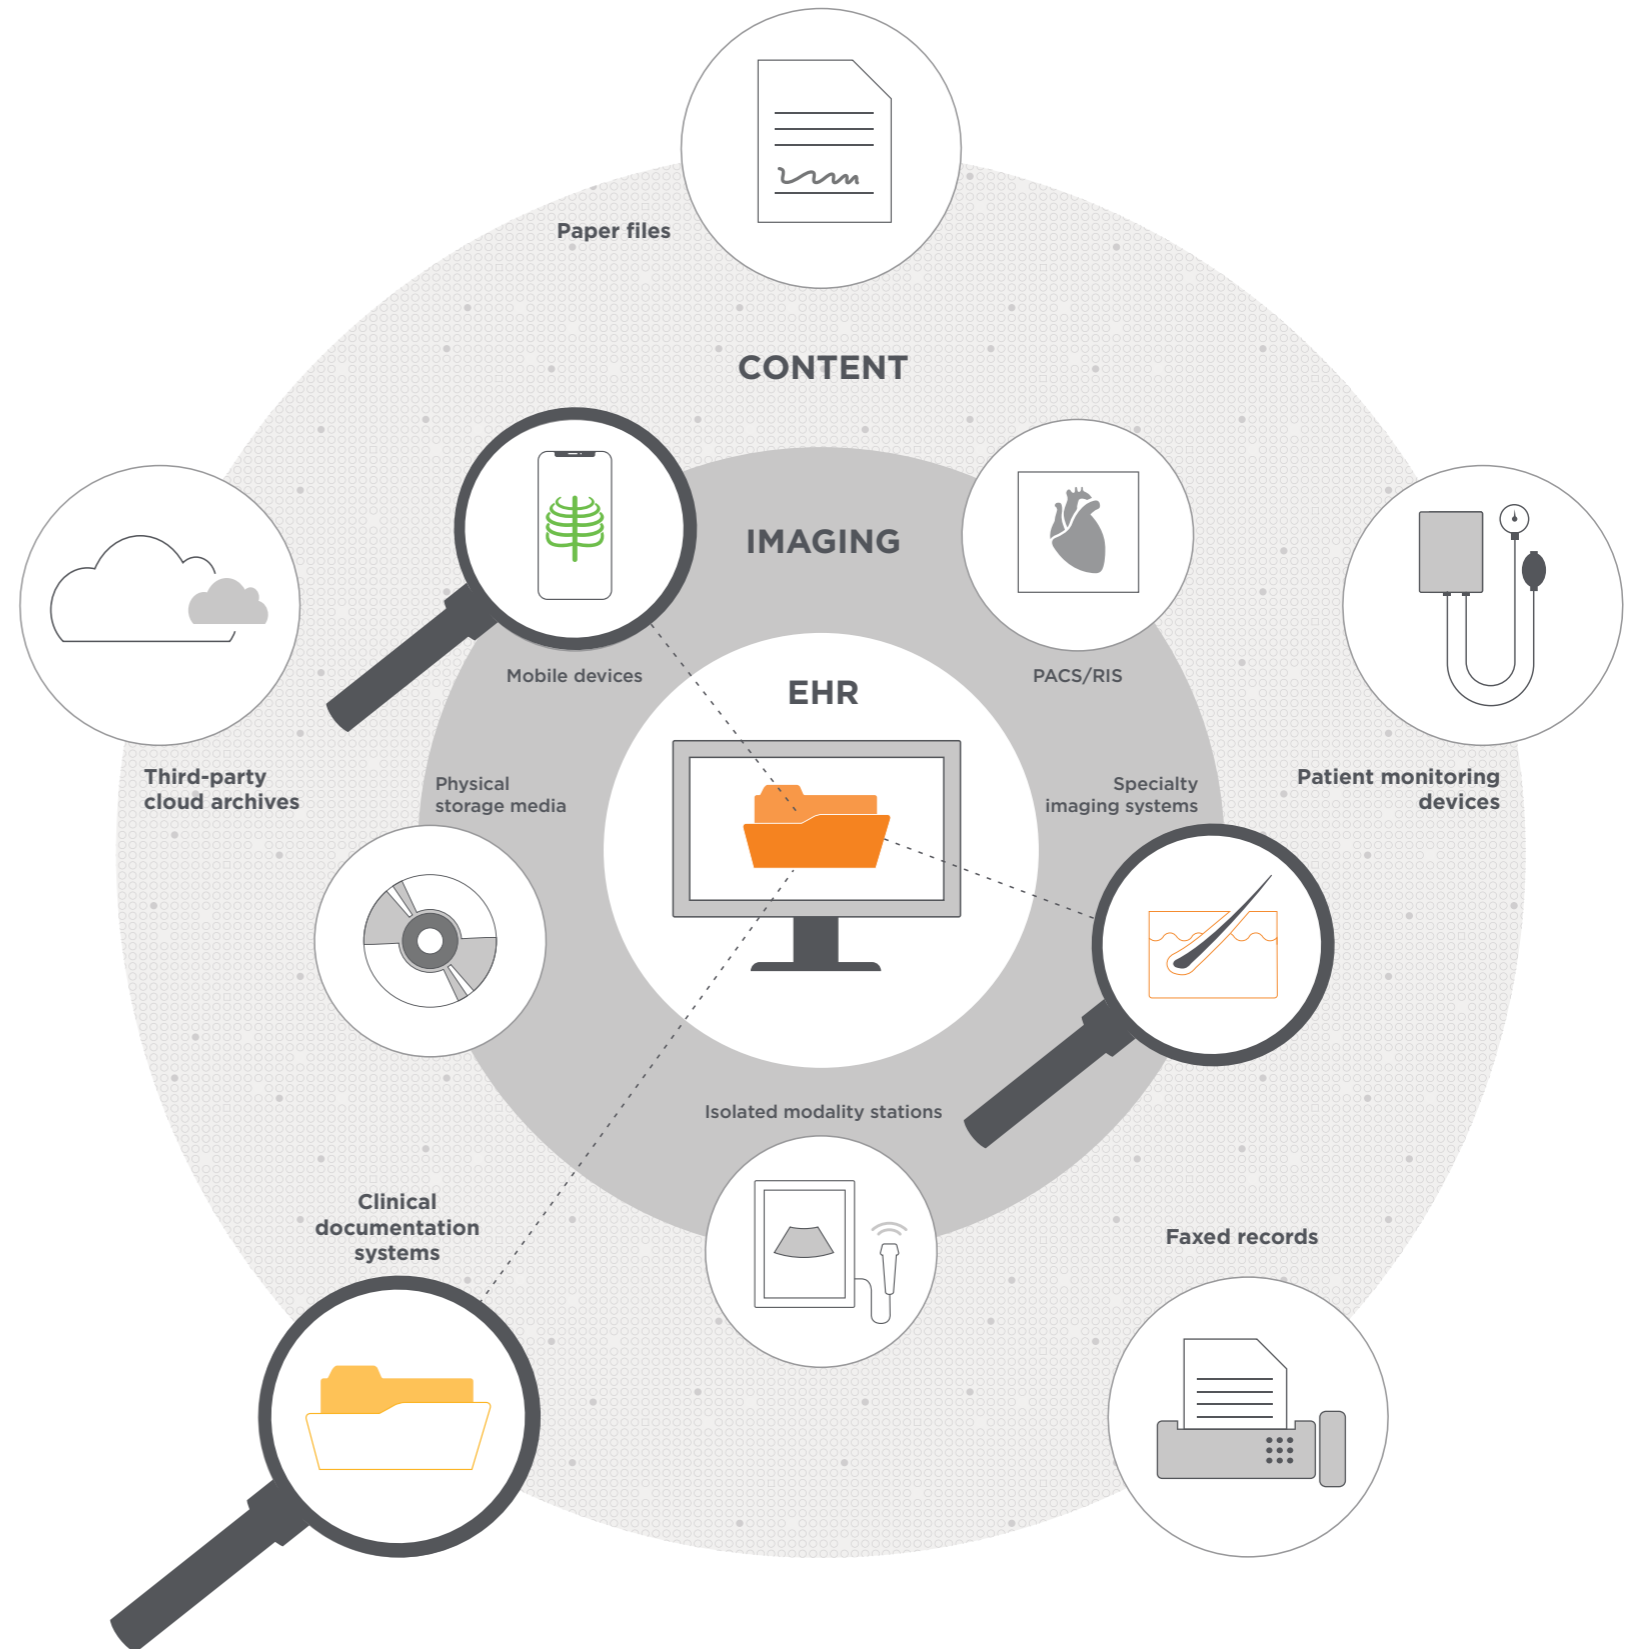 Paper files
CONTENT
IMAGING
Mobile devices
PACS/RIS
EHR
Third-party
cloud archives
Physical
storage media
Specialty
imaging systems
Patient monitoring
devices
Isolated modality stations
Clinical
documentation
systems
Faxed records